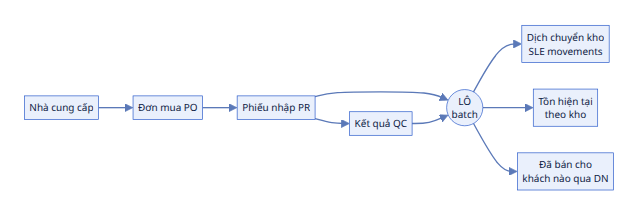 Nhà cung cấp
Đơn mua PO
Phiếu nhập PR
Kết quả QC
LÔ
batch
Dịch chuyển kho
SLE movements
Tồn hiện tại
theo kho
Đã bán cho
khách nào qua DN